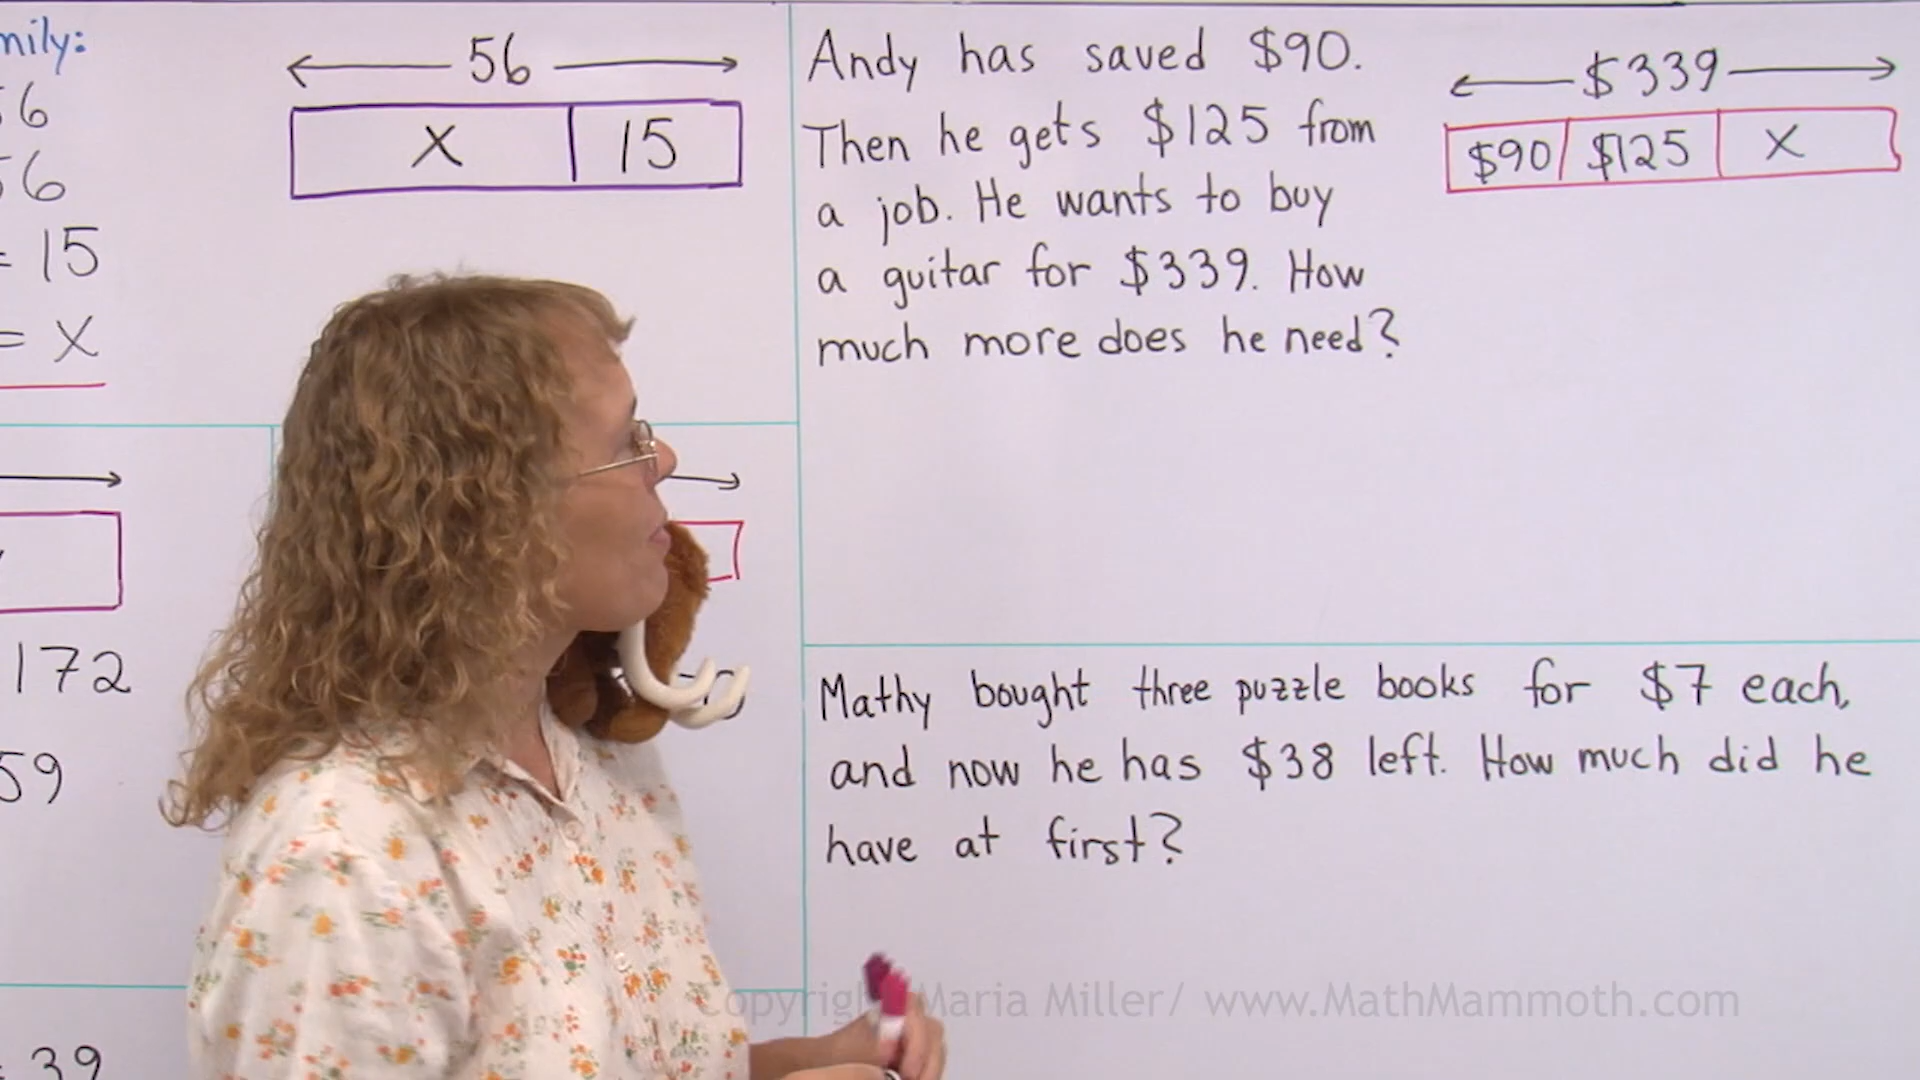 mily:
56
56
= 15
= X
56
X 15
172
59
39
Andy has saved $90.
Then he gets $125 from
a job. He wants to buy
a guitar for $339. How
much more does he need?
$339
$90 $125 X
Mathy bought three puzzle books for $7 each,
and now he has $38 left. How much did he
have at first?
Copyright Maria Miller/ www.MathMammoth.com